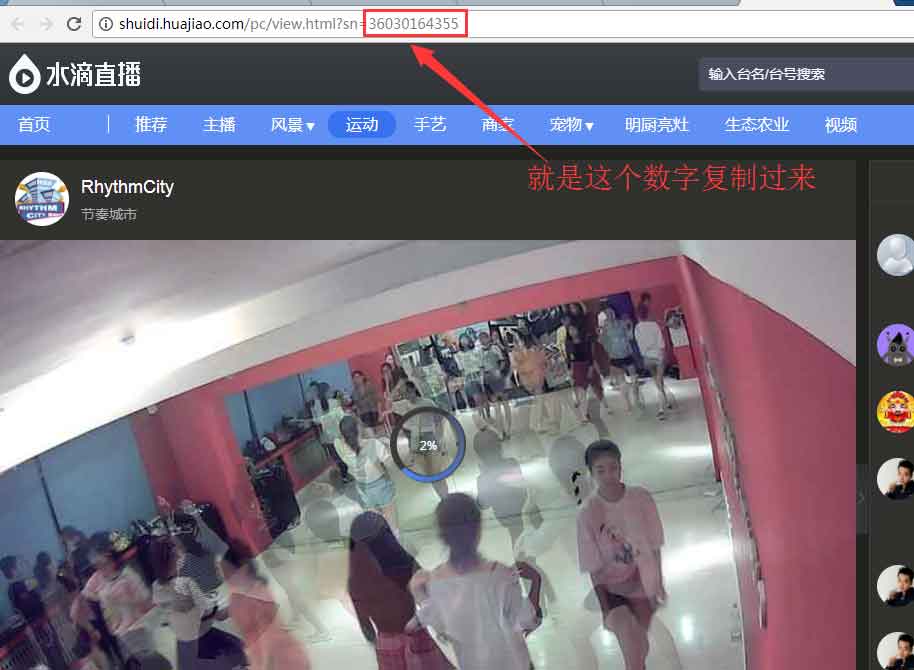 shuidi.huajiao.com/pc/view.html?sn=36030164355
水滴直播
输入台名/台号搜索
首页 推荐 主播 风景 运动 手艺 商家 宠物 明厨亮灶 生态农业 视频
就是这个数字复制过来
RhythmCity
节奏城市
RHYTHM
CITY
2%